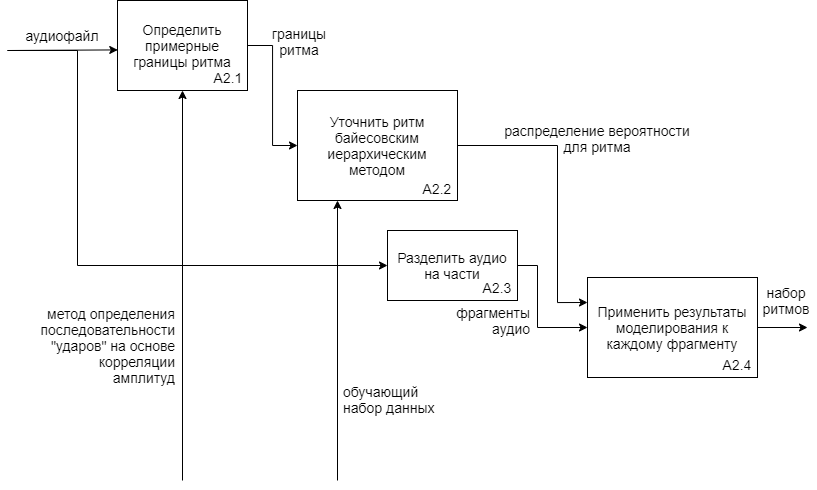 аудиофайл
Определить
примерные
границы ритма
A2.1
границы
ритма
Уточнить ритм
байесовским
иерархическим
методом
A2.2
распределение вероятности
для ритма
Разделить аудио
на части
A2.3
фрагменты
аудио
Применить результаты
моделирования к
каждому фрагменту
A2.4
набор
ритмов
метод определения
последовательности
"ударов" на основе
корреляции
амплитуд
обучающий
набор данных